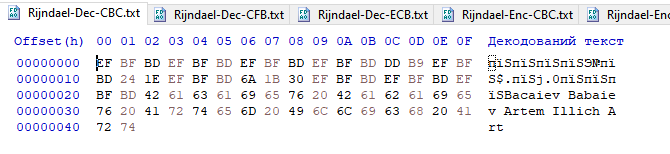 Rijndael-Dec-CBC.txt Rijndael-Dec-CFB.txt Rijndael-Dec-ECB.txt Rijndael-Enc-CBC.txt Rijndael-Enc
Offset(h) 00 01 02 03 04 05 06 07 08 09 0A 0B 0C 0D 0E 0F Декодований текст
00000000 EF BF BD EF BF BD EF BF BD EF BF BD DD B9 EF BF пїЅпїЅпїЅпїЅЭ№пї
00000010 BD 24 1E EF BF BD 6A 1B 30 EF BF BD EF BF BD EF Ѕ$.пїЅj.0пїЅпїЅп
00000020 BF BD 42 61 63 61 69 65 76 20 42 61 62 61 69 65 їЅBacaiev Babaie
00000030 76 20 41 72 74 65 6D 20 49 6C 6C 69 63 68 20 41 v Artem Illich A
00000040 72 74 rt